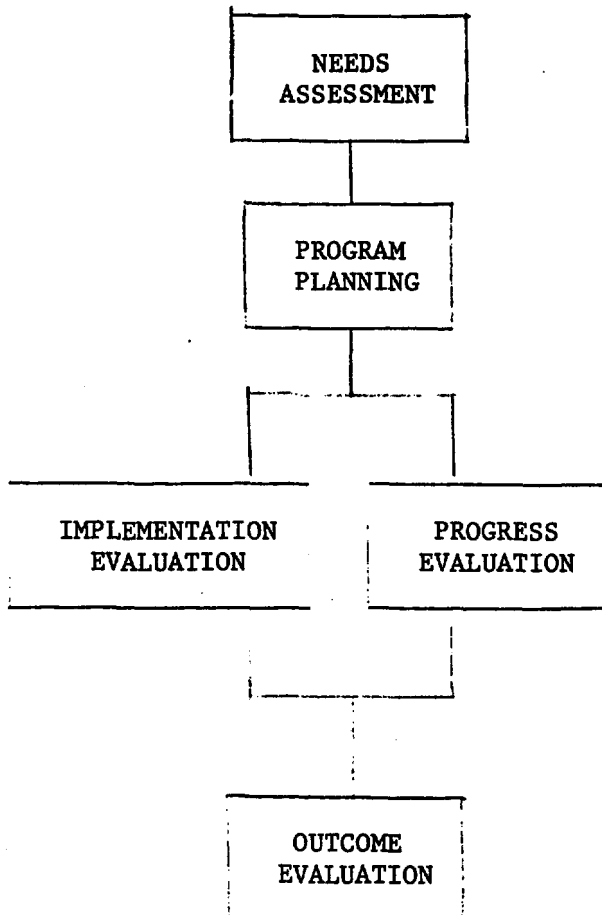 NEEDS
ASSESSMENT
PROGRAM
PLANNING
IMPLEMENTATION
EVALUATION
PROGRESS
EVALUATION
OUTCOME
EVALUATION